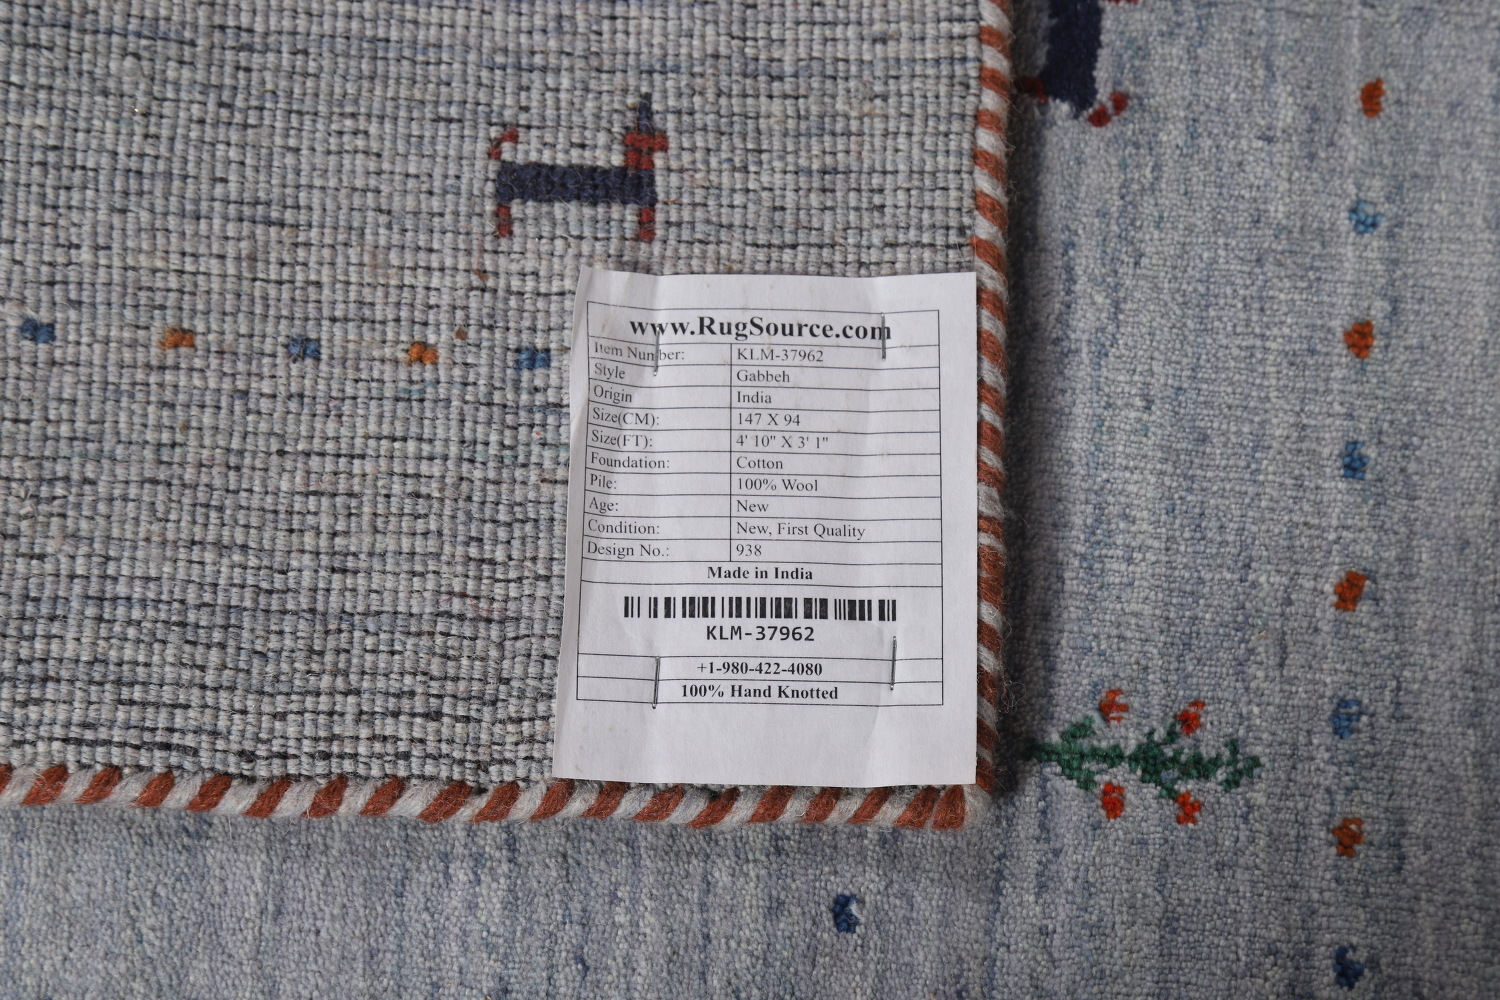 www.RugSource.com
Item Number: KLM-37962
Style Gabbeh
Origin India
Size(CM): 147 X 94
Size(FT): 4' 10" X 3' 1"
Foundation: Cotton
Pile: 100% Wool
Age: New
Condition: New, First Quality
Design No.: 938
Made in India
KLM-37962
+1-980-422-4080
100% Hand Knotted